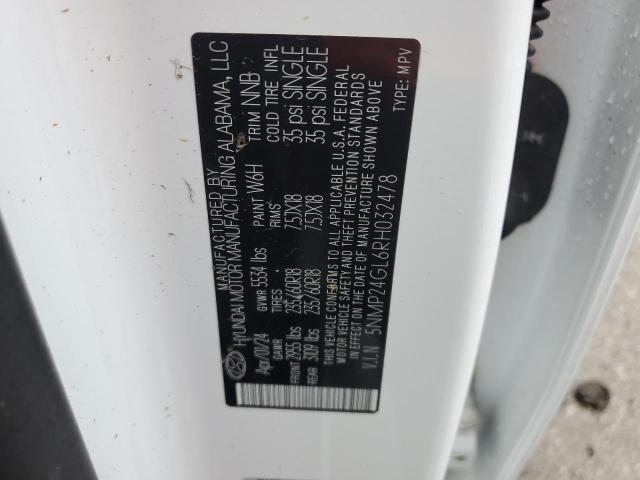 MANUFACTURED BY
HYUNDAI MOTOR MANUFACTURING ALABAMA, LLC
Apr/01/24 GVWR 5534 lbs PAINT W6H TRIM NNB
GAWR TIRES RIMS COLD TIRE INFL
FRONT 2955 lbs 235/60R18 7.5JX18 35 psi SINGLE
REAR 3109 lbs 235/60R18 7.5JX18 35 psi SINGLE
THIS VEHICLE CONFORMS TO ALL APPLICABLE U.S.A. FEDERAL
MOTOR VEHICLE SAFETY AND THEFT PREVENTION STANDARDS
IN EFFECT ON THE DATE OF MANUFACTURE SHOWN ABOVE
V.I.N. 5NMP24GL6RH032478 TYPE: MPV